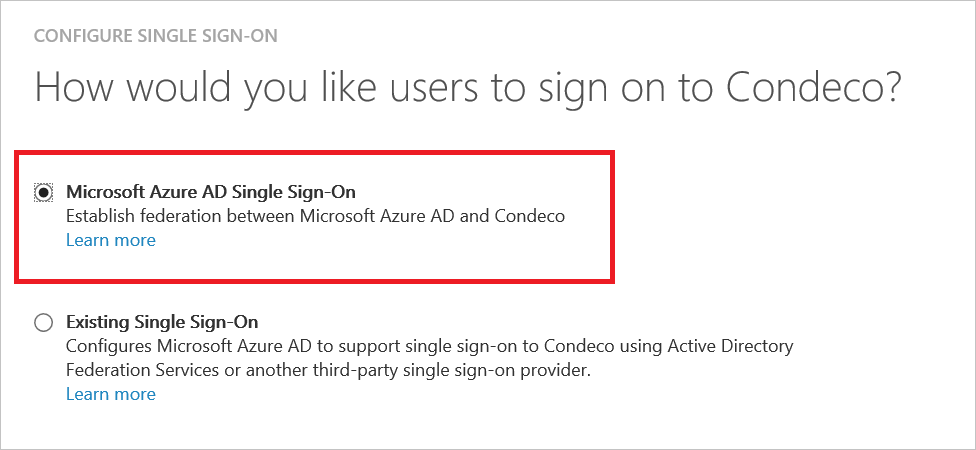 CONFIGURE SINGLE SIGN-ON
How would you like users to sign on to Condeco?
Microsoft Azure AD Single Sign-On
Establish federation between Microsoft Azure AD and Condeco
Learn more
Existing Single Sign-On
Configures Microsoft Azure AD to support single sign-on to Condeco using Active Directory
Federation Services or another third-party single sign-on provider.
Learn more